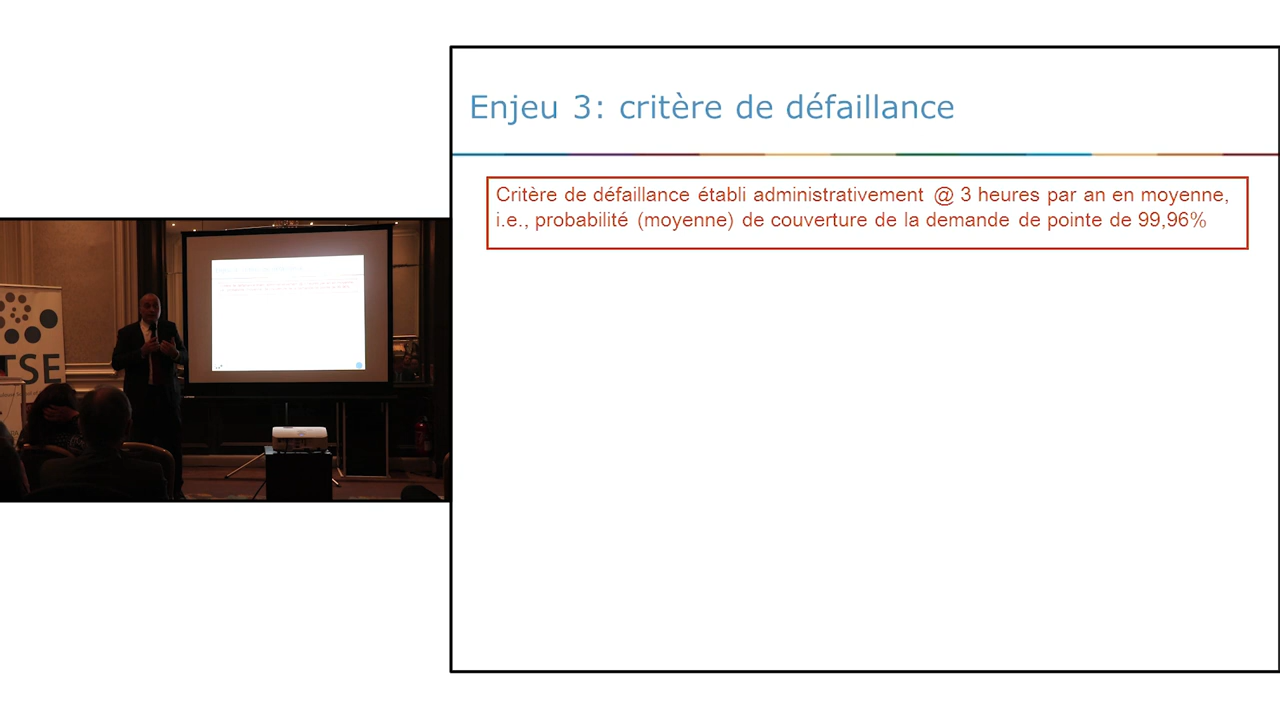 Enjeu 3: critère de défaillance
Critère de défaillance établi administrativement @ 3 heures par an en moyenne,
i.e., probabilité (moyenne) de couverture de la demande de pointe de 99,96%
TSE